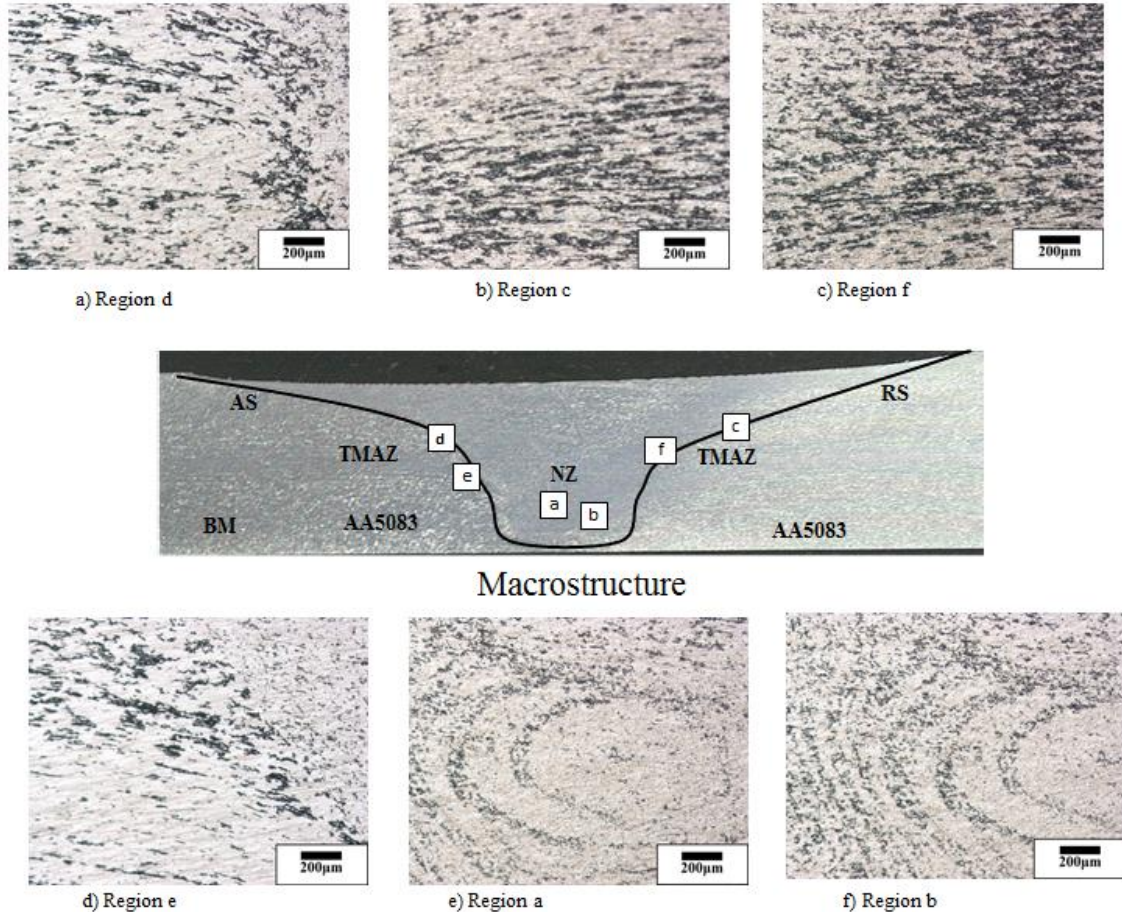 200μm
200μm
200μm
a) Region d
b) Region c
c) Region f
AS
RS
d
c
f
TMAZ
TMAZ
e
NZ
a
b
BM
AA5083
AA5083
Macrostructure
200μm
200μm
200μm
d) Region e
e) Region a
f) Region b